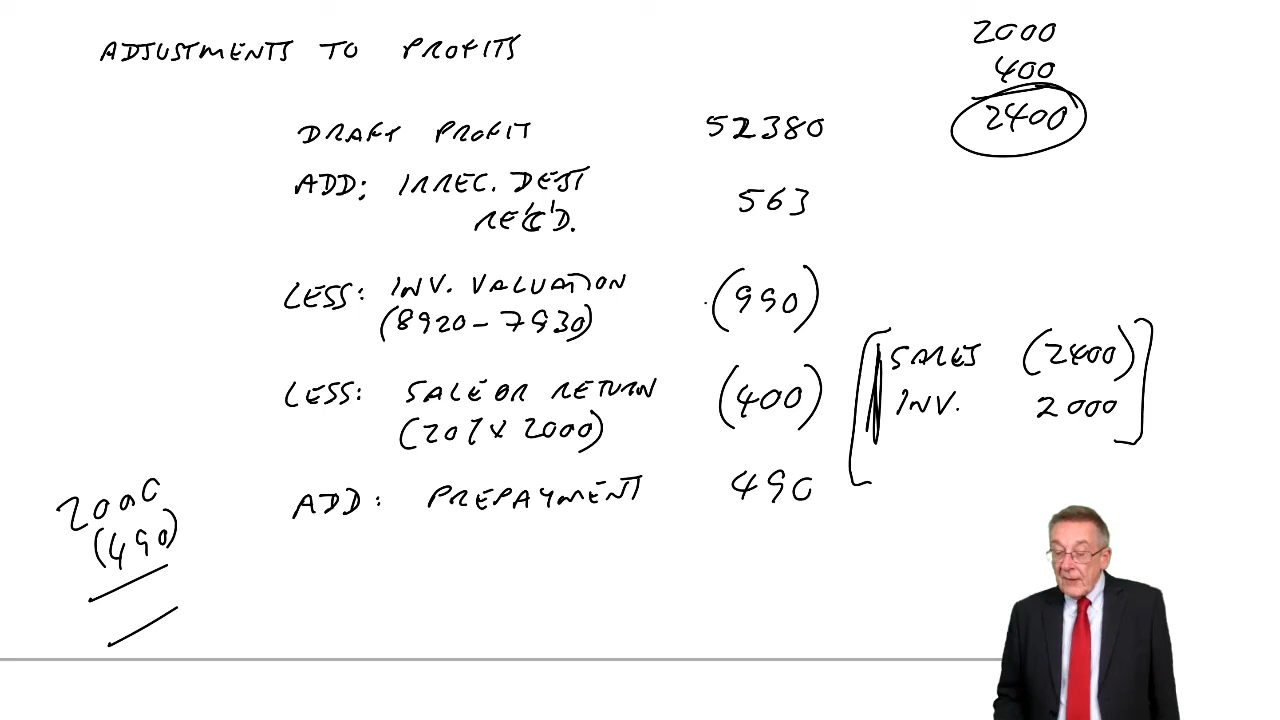 ADJUSTMENTS TO PROFITS
2000
400
2400
DRAFT PROFIT 52380
ADD: IRREC. DEBT 563
REC'D.
LESS: INV. VALUATION (990)
(8920 - 7930)
SALES (2400)
INV. 2000
LESS: SALE OR RETURN (400)
(20% x 2000)
ADD: PREPAYMENT 490
2000
(490)